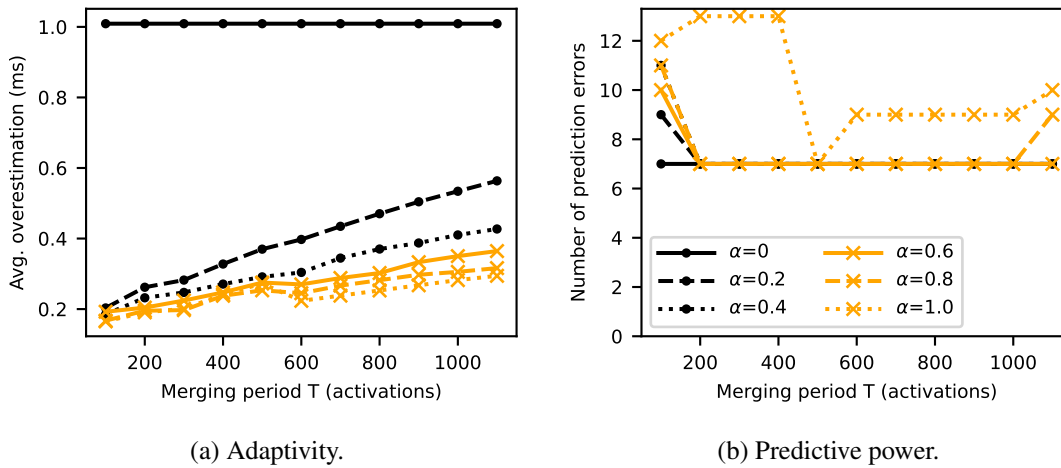 Avg. overestimation (ms)
1.0
0.8
0.6
0.4
0.2
200 400 600 800 1000
Merging period T (activations)
(a) Adaptivity.
Number of prediction errors
12
10
8
6
4
2
0
α=0
α=0.2
α=0.4
α=0.6
α=0.8
α=1.0
200 400 600 800 1000
Merging period T (activations)
(b) Predictive power.